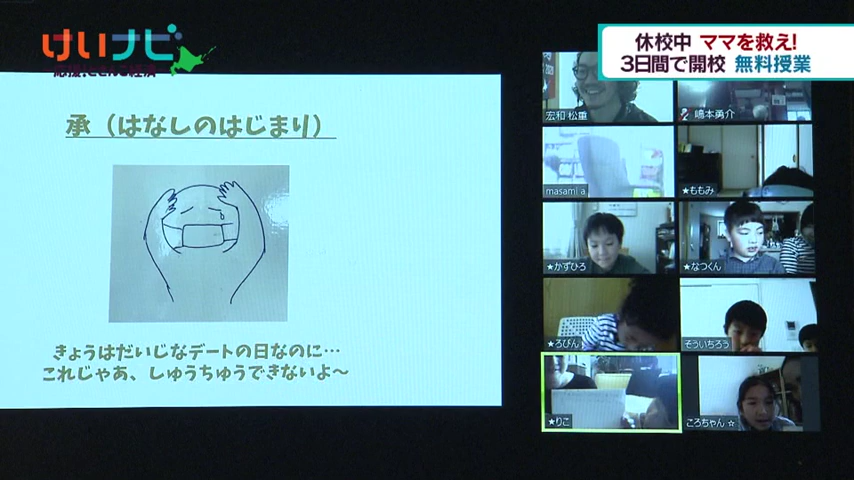 けいナビ
応援!どさんこ経済
休校中 ママを救え!
3日間で開校 無料授業
承(はなしのはじまり)
きょうはだいじなデートの日なのに…
これじゃあ、しゅうちゅうできないよ〜
宏和 松重
嶋本勇介
masami a.
★ももみ
★かずひろ
★なつくん
★ろびん
そういちろう
★りこ
ころちゃん ☆